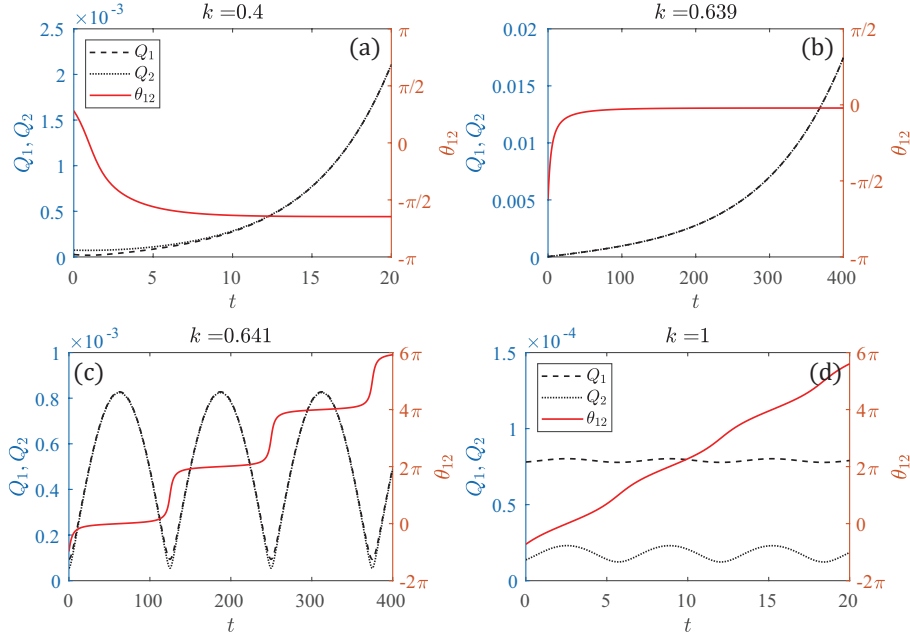 k =0.4
×10⁻³
(a)
Q₁
Q₂
θ₁₂
2.5
2
1.5
1
0.5
0
Q₁, Q₂
π
π/2
0
-π/2
-π
θ₁₂
0 5 10 15 20
t
k =0.639
(b)
0.02
0.015
0.01
0.005
0
Q₁, Q₂
π
π/2
0
-π/2
-π
θ₁₂
0 100 200 300 400
t
k =0.641
×10⁻³
(c)
1
0.8
0.6
0.4
0.2
0
Q₁, Q₂
6π
4π
2π
0
-2π
θ₁₂
0 100 200 300 400
t
k =1
×10⁻⁴
(d)
Q₁
Q₂
θ₁₂
1.5
1
0.5
0
Q₁, Q₂
6π
4π
2π
0
-2π
θ₁₂
0 5 10 15 20
t